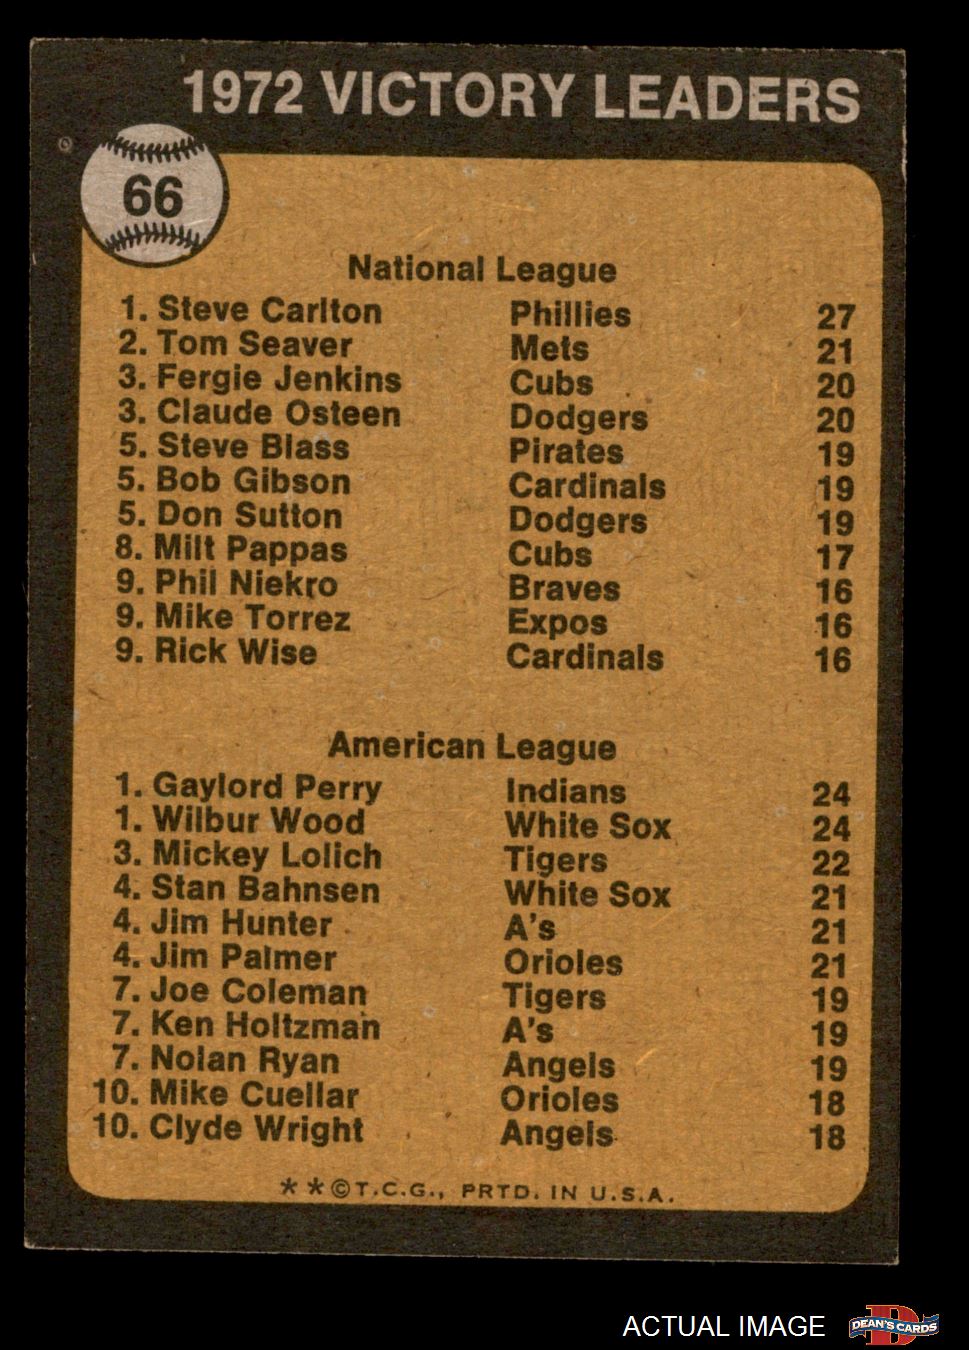 1972 VICTORY LEADERS
66
National League
1. Steve Carlton Phillies 27
2. Tom Seaver Mets 21
3. Fergie Jenkins Cubs 20
3. Claude Osteen Dodgers 20
5. Steve Blass Pirates 19
5. Bob Gibson Cardinals 19
5. Don Sutton Dodgers 19
8. Milt Pappas Cubs 17
9. Phil Niekro Braves 16
9. Mike Torrez Expos 16
9. Rick Wise Cardinals 16
American League
1. Gaylord Perry Indians 24
1. Wilbur Wood White Sox 24
3. Mickey Lolich Tigers 22
4. Stan Bahnsen White Sox 21
4. Jim Hunter A's 21
4. Jim Palmer Orioles 21
7. Joe Coleman Tigers 19
7. Ken Holtzman A's 19
7. Nolan Ryan Angels 19
10. Mike Cuellar Orioles 18
10. Clyde Wright Angels 18
**©T.C.G., PRTD. IN U.S.A.
ACTUAL IMAGE
D
DEAN'S CARDS